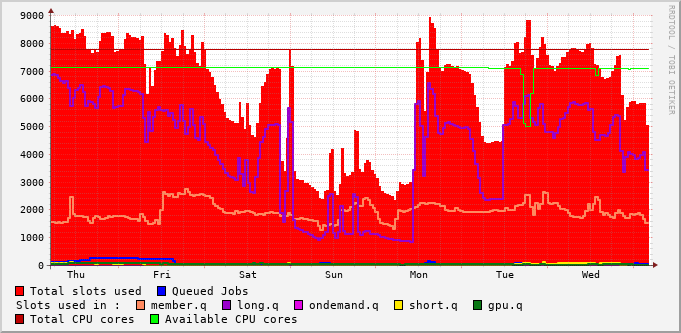 RRDTOOL / TOBI OETIKER
9000
8000
7000
6000
5000
4000
3000
2000
1000
0
Thu Fri Sat Sun Mon Tue Wed
Total slots used Queued Jobs
Slots used in : member.q long.q ondemand.q short.q gpu.q
Total CPU cores Available CPU cores